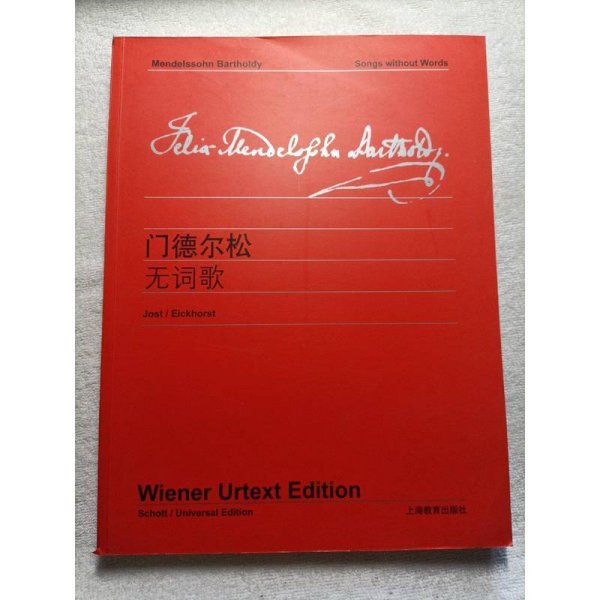 Mendelssohn Bartholdy Songs without Words
Felix Mendelssohn Bartholdy.
门德尔松
无词歌
Jost / Eickhorst
Wiener Urtext Edition
Schott / Universal Edition 上海教育出版社